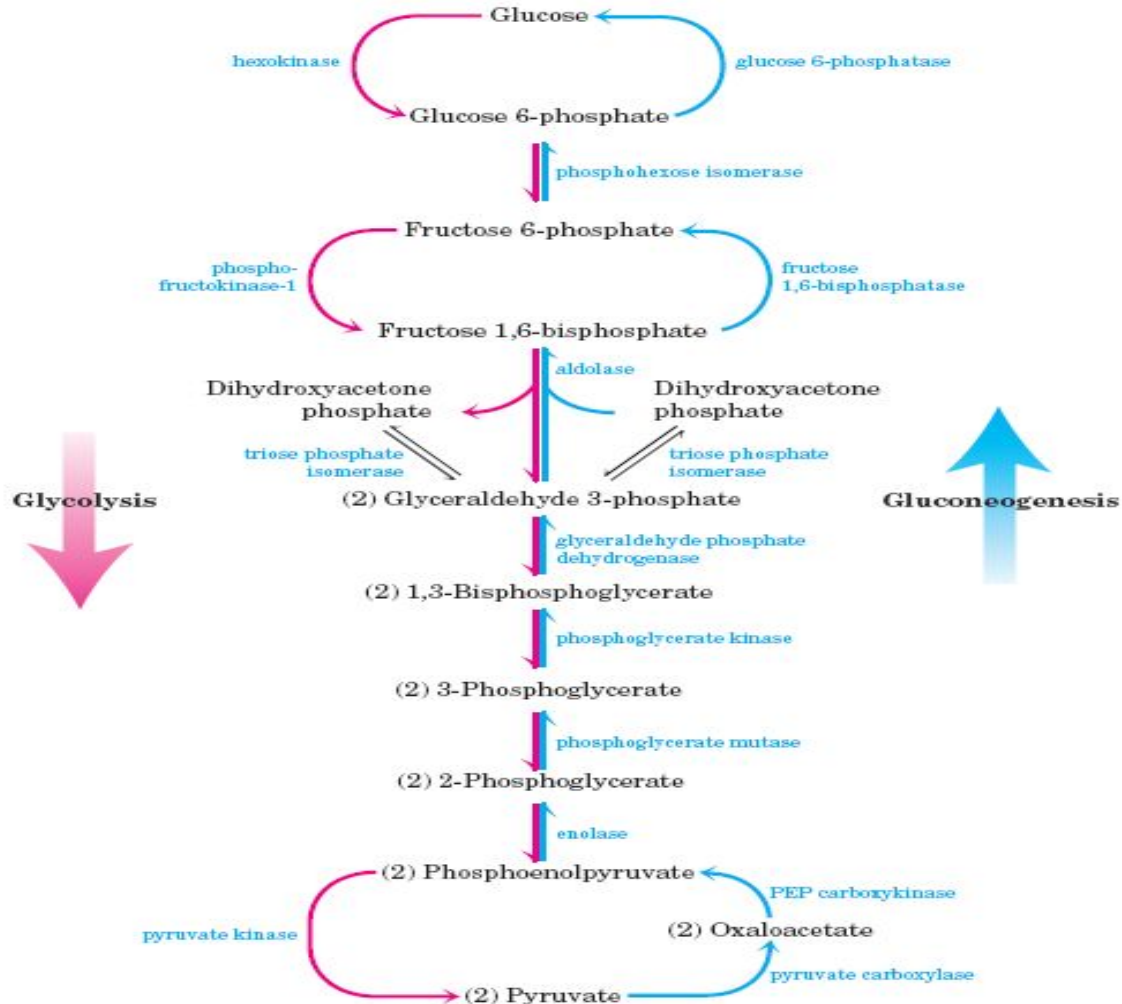 Glucose
hexokinase
glucose 6-phosphatase
Glucose 6-phosphate
phosphohexose isomerase
Fructose 6-phosphate
phospho-
fructokinase-1
fructose
1,6-bisphosphatase
Fructose 1,6-bisphosphate
aldolase
Dihydroxyacetone
phosphate
Dihydroxyacetone
phosphate
triose phosphate
isomerase
triose phosphate
isomerase
Glycolysis
(2) Glyceraldehyde 3-phosphate
Gluconeogenesis
glyceraldehyde phosphate
dehydrogenase
(2) 1,3-Bisphosphoglycerate
phosphoglycerate kinase
(2) 3-Phosphoglycerate
phosphoglycerate mutase
(2) 2-Phosphoglycerate
enolase
(2) Phosphoenolpyruvate
PEP carboxykinase
pyruvate kinase
(2) Oxaloacetate
pyruvate carboxylase
(2) Pyruvate